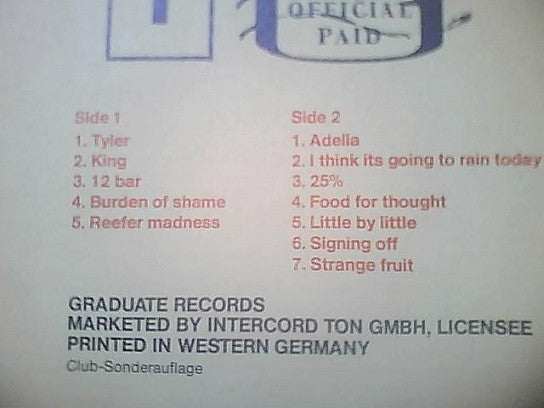 OFFICIAL
PAID
Side 1
1. Tyler
2. King
3. 12 bar
4. Burden of shame
5. Reefer madness
Side 2
1. Adella
2. I think its going to rain today
3. 25%
4. Food for thought
5. Little by little
6. Signing off
7. Strange fruit
GRADUATE RECORDS
MARKETED BY INTERCORD TON GMBH, LICENSEE
PRINTED IN WESTERN GERMANY
Club-Sonderauflage